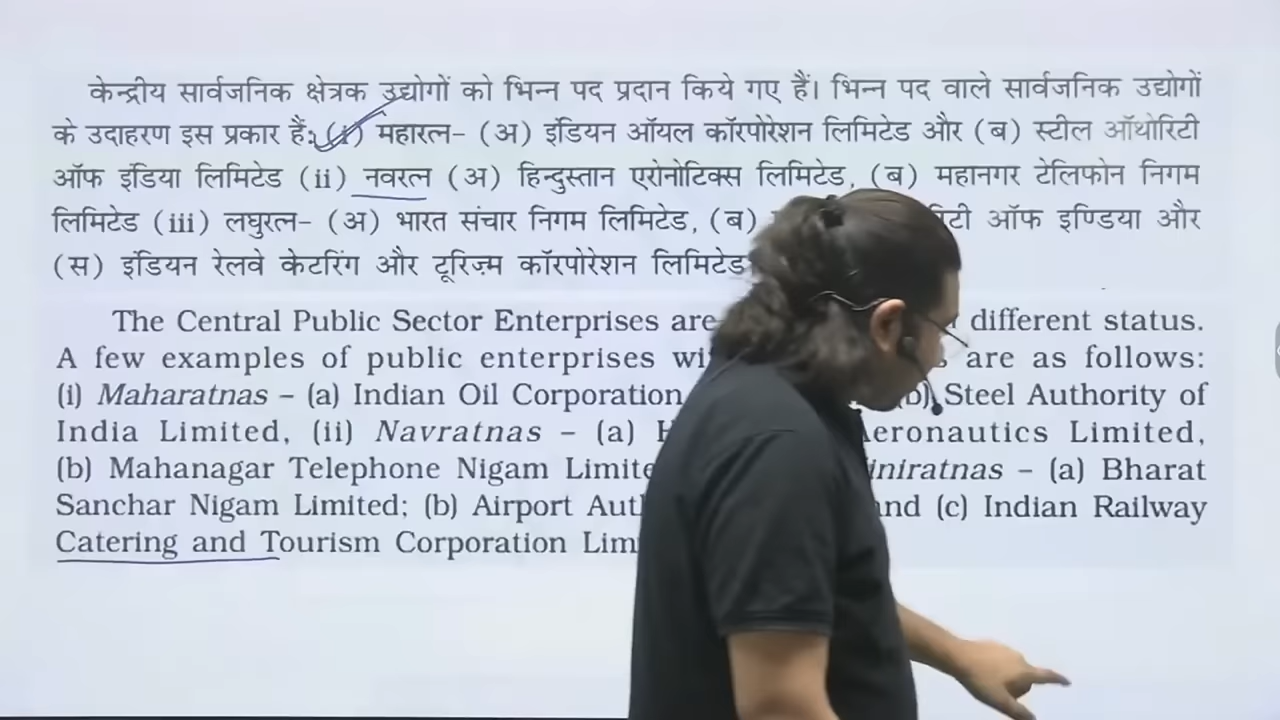 केन्द्रीय सार्वजनिक क्षेत्रक उद्योगों को भिन्न पद प्रदान किये गए हैं। भिन्न पद वाले सार्वजनिक उद्योगों
के उदाहरण इस प्रकार हैं: (i) महारत्न– (अ) इंडियन ऑयल कॉरपोरेशन लिमिटेड और (ब) स्टील ऑथोरिटी
ऑफ इंडिया लिमिटेड (ii) नवरत्न (अ) हिन्दुस्तान एरोनोटिक्स लिमिटेड, (ब) महानगर टेलिफोन निगम
लिमिटेड (iii) लघुरत्न– (अ) भारत संचार निगम लिमिटेड, (ब) ऑफ इण्डिया और
(स) इंडियन रेलवे केटरिंग और टूरिज़्म कॉरपोरेशन लिमिटेड
The Central Public Sector Enterprises are different status.
A few examples of public enterprises are as follows:
(i) Maharatnas – (a) Indian Oil Corporation (b) Steel Authority of
India Limited, (ii) Navratnas – (a) Aeronautics Limited,
(b) Mahanagar Telephone Nigam Miniratnas – (a) Bharat
Sanchar Nigam Limited; (b) Airport and (c) Indian Railway
Catering and Tourism Corporation